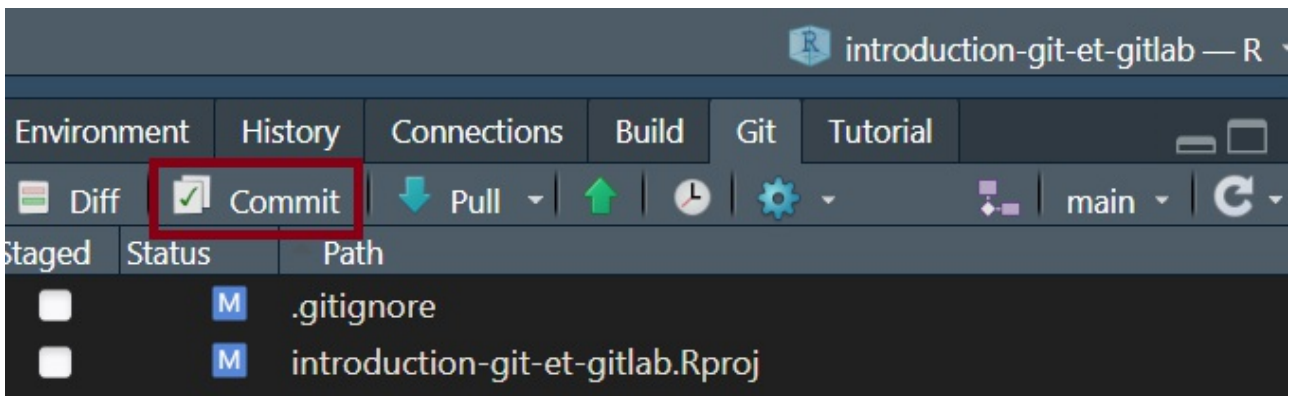 introduction-git-et-gitlab — R
Environment History Connections Build Git Tutorial
Diff Commit Pull main
Staged Status Path
M .gitignore
M introduction-git-et-gitlab.Rproj